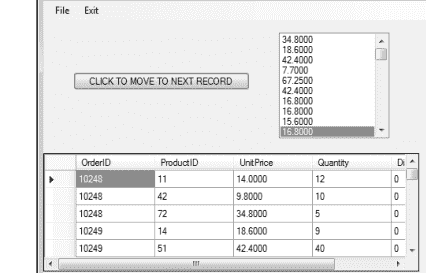 File Exit
34.8000
18.6000
42.4000
7.7000
67.2500
42.4000
16.8000
16.8000
15.6000
16.8000
CLICK TO MOVE TO NEXT RECORD
OrderID ProductID UnitPrice Quantity Di
10248 11 14.0000 12 0
10248 42 9.8000 10 0
10248 72 34.8000 5 0
10249 14 18.6000 9 0
10249 51 42.4000 40 0